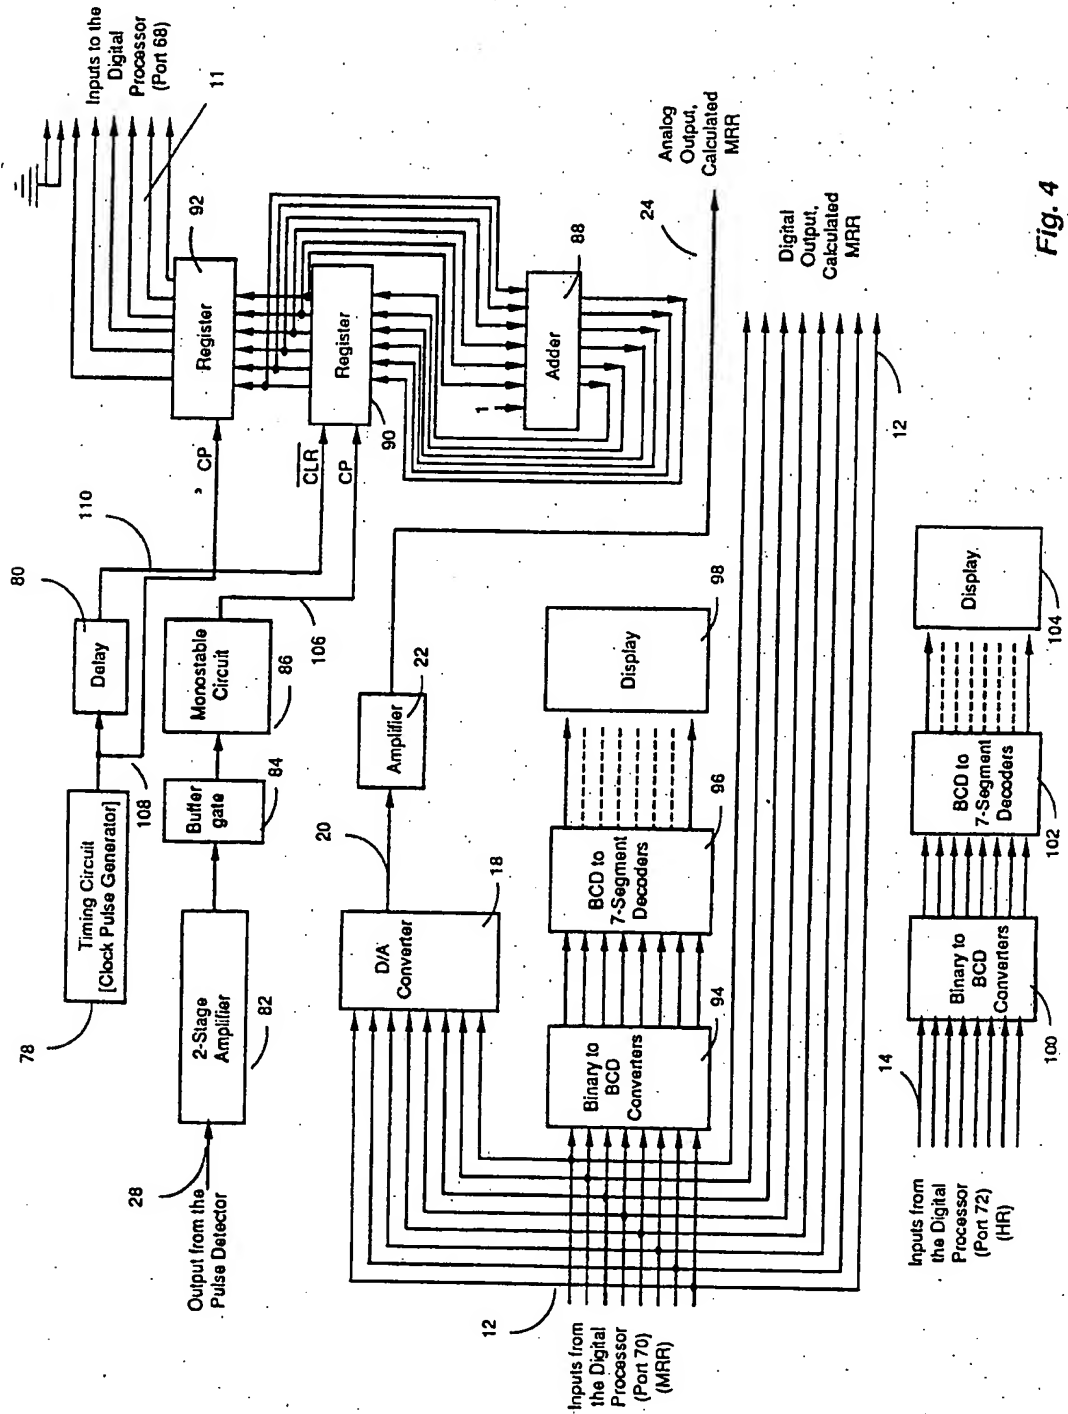 78
Timing Circuit
[Clock Pulse Generator]
108
80
Delay
110
CP
Register
92
Inputs to the
Digital
Processor
(Port 68)
11
Output from the
Pulse Detector
28
2-Stage
Amplifier
82
Buffer
gate
84
Monostable
Circuit
86
106
CLR
CP
Register
90
1
Adder
88
D/A
Converter
18
20
Amplifier
22
24
Analog
Output,
Calculated
MRR
12
Inputs from
the Digital
Processor
(Port 70)
(MRR)
Binary to
BCD
Converters
94
BCD to
7-Segment
Decoders
96
Display
98
Digital
Output,
Calculated
MRR
12
14
Inputs from
the Digital
Processor
(Port 72)
(HR)
Binary to
BCD
Converters
100
BCD to
7-Segment
Decoders
102
Display
104
Fig. 4